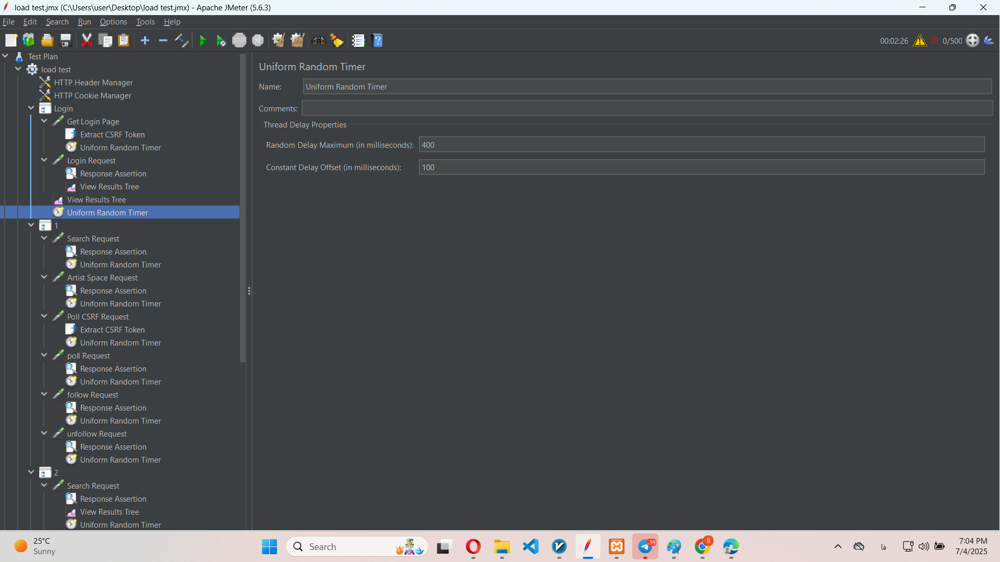 load test.jmx (C:\Users\user\Desktop\load test.jmx) - Apache JMeter (5.6.3)
File Edit Search Run Options Tools Help
STOP
00:02:26 22 0/500
Test Plan
load test
HTTP Header Manager
HTTP Cookie Manager
Login
Get Login Page
Extract CSRF Token
Uniform Random Timer
Login Request
Response Assertion
View Results Tree
View Results Tree
Uniform Random Timer
1
Search Request
Response Assertion
Uniform Random Timer
Artist Space Request
Response Assertion
Uniform Random Timer
Poll CSRF Request
Extract CSRF Token
Uniform Random Timer
poll Request
Response Assertion
Uniform Random Timer
follow Request
Response Assertion
Uniform Random Timer
unfollow Request
Response Assertion
Uniform Random Timer
2
Search Request
Response Assertion
View Results Tree
Uniform Random Timer
Uniform Random Timer
Name: Uniform Random Timer
Comments:
Thread Delay Properties
Random Delay Maximum (in milliseconds): 400
Constant Delay Offset (in milliseconds): 100
25°C
Sunny
Search
.99
g
فا
7:04 PM
7/4/2025